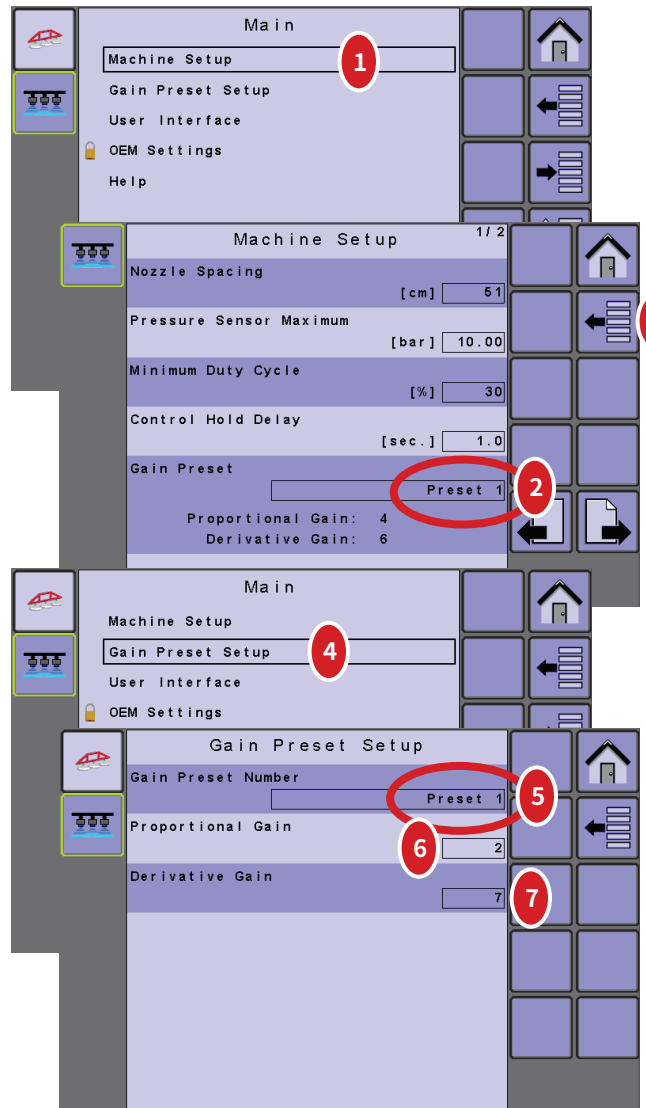 Main
Machine Setup 1
Gain Preset Setup
User Interface
OEM Settings
Help
Machine Setup 1/2
Nozzle Spacing
[cm] 51
Pressure Sensor Maximum
[bar] 10.00
Minimum Duty Cycle
[%] 30
Control Hold Delay
[sec.] 1.0
Gain Preset
Preset 1 2
Proportional Gain: 4
Derivative Gain: 6
Main
Machine Setup
Gain Preset Setup 4
User Interface
OEM Settings
Gain Preset Setup
Gain Preset Number
Preset 1 5
Proportional Gain
6 2
Derivative Gain
7 7